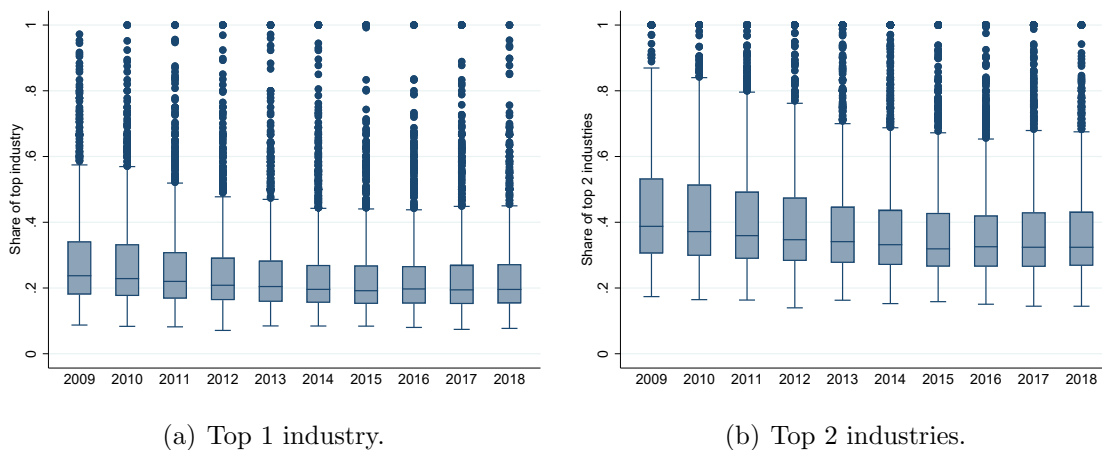 Share of top industry
0
.2
.4
.6
.8
1
2009 2010 2011 2012 2013 2014 2015 2016 2017 2018
(a) Top 1 industry.
Share of top 2 industries
0
.2
.4
.6
.8
1
2009 2010 2011 2012 2013 2014 2015 2016 2017 2018
(b) Top 2 industries.